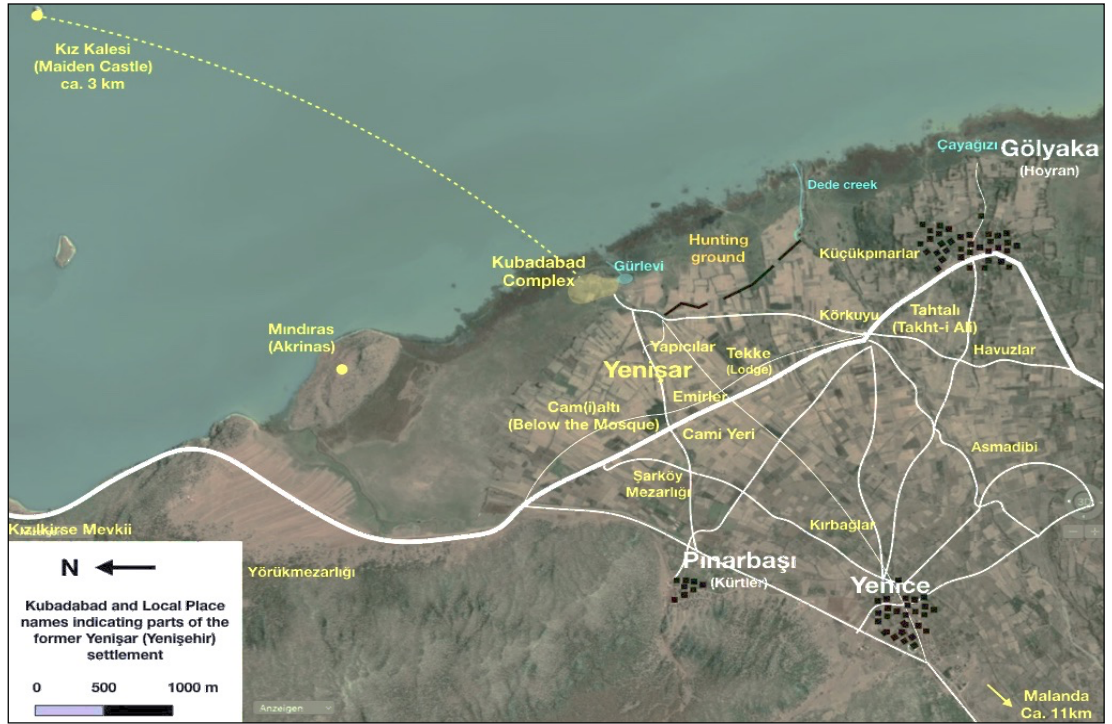 Kız Kalesi
(Maiden Castle)
ca. 3 km
Çayağızı
Gölyaka
(Hoyran)
Dede creek
Hunting
ground
Küçükpınarlar
Kubadabad
Complex
Gürlevi
Körkuyu
Tahtalı
(Takht-i Ali)
Mındıras
(Akrinas)
Yapıcılar
Tekke
(Lodge)
Havuzlar
Yenişar
Emirler
Cam(i)altı
(Below the Mosque)
Cami Yeri
Asmadibi
Şarköy
Mezarlığı
Kızılkirse Mevkii
Kırbağlar
Yörükmezarlığı
Pınarbaşı
(Kürtler)
Yenice
N
Kubadabad and Local Place
names indicating parts of the
former Yenişar (Yenişehir)
settlement
0 500 1000 m
Anzeigen
Malanda
Ca. 11km